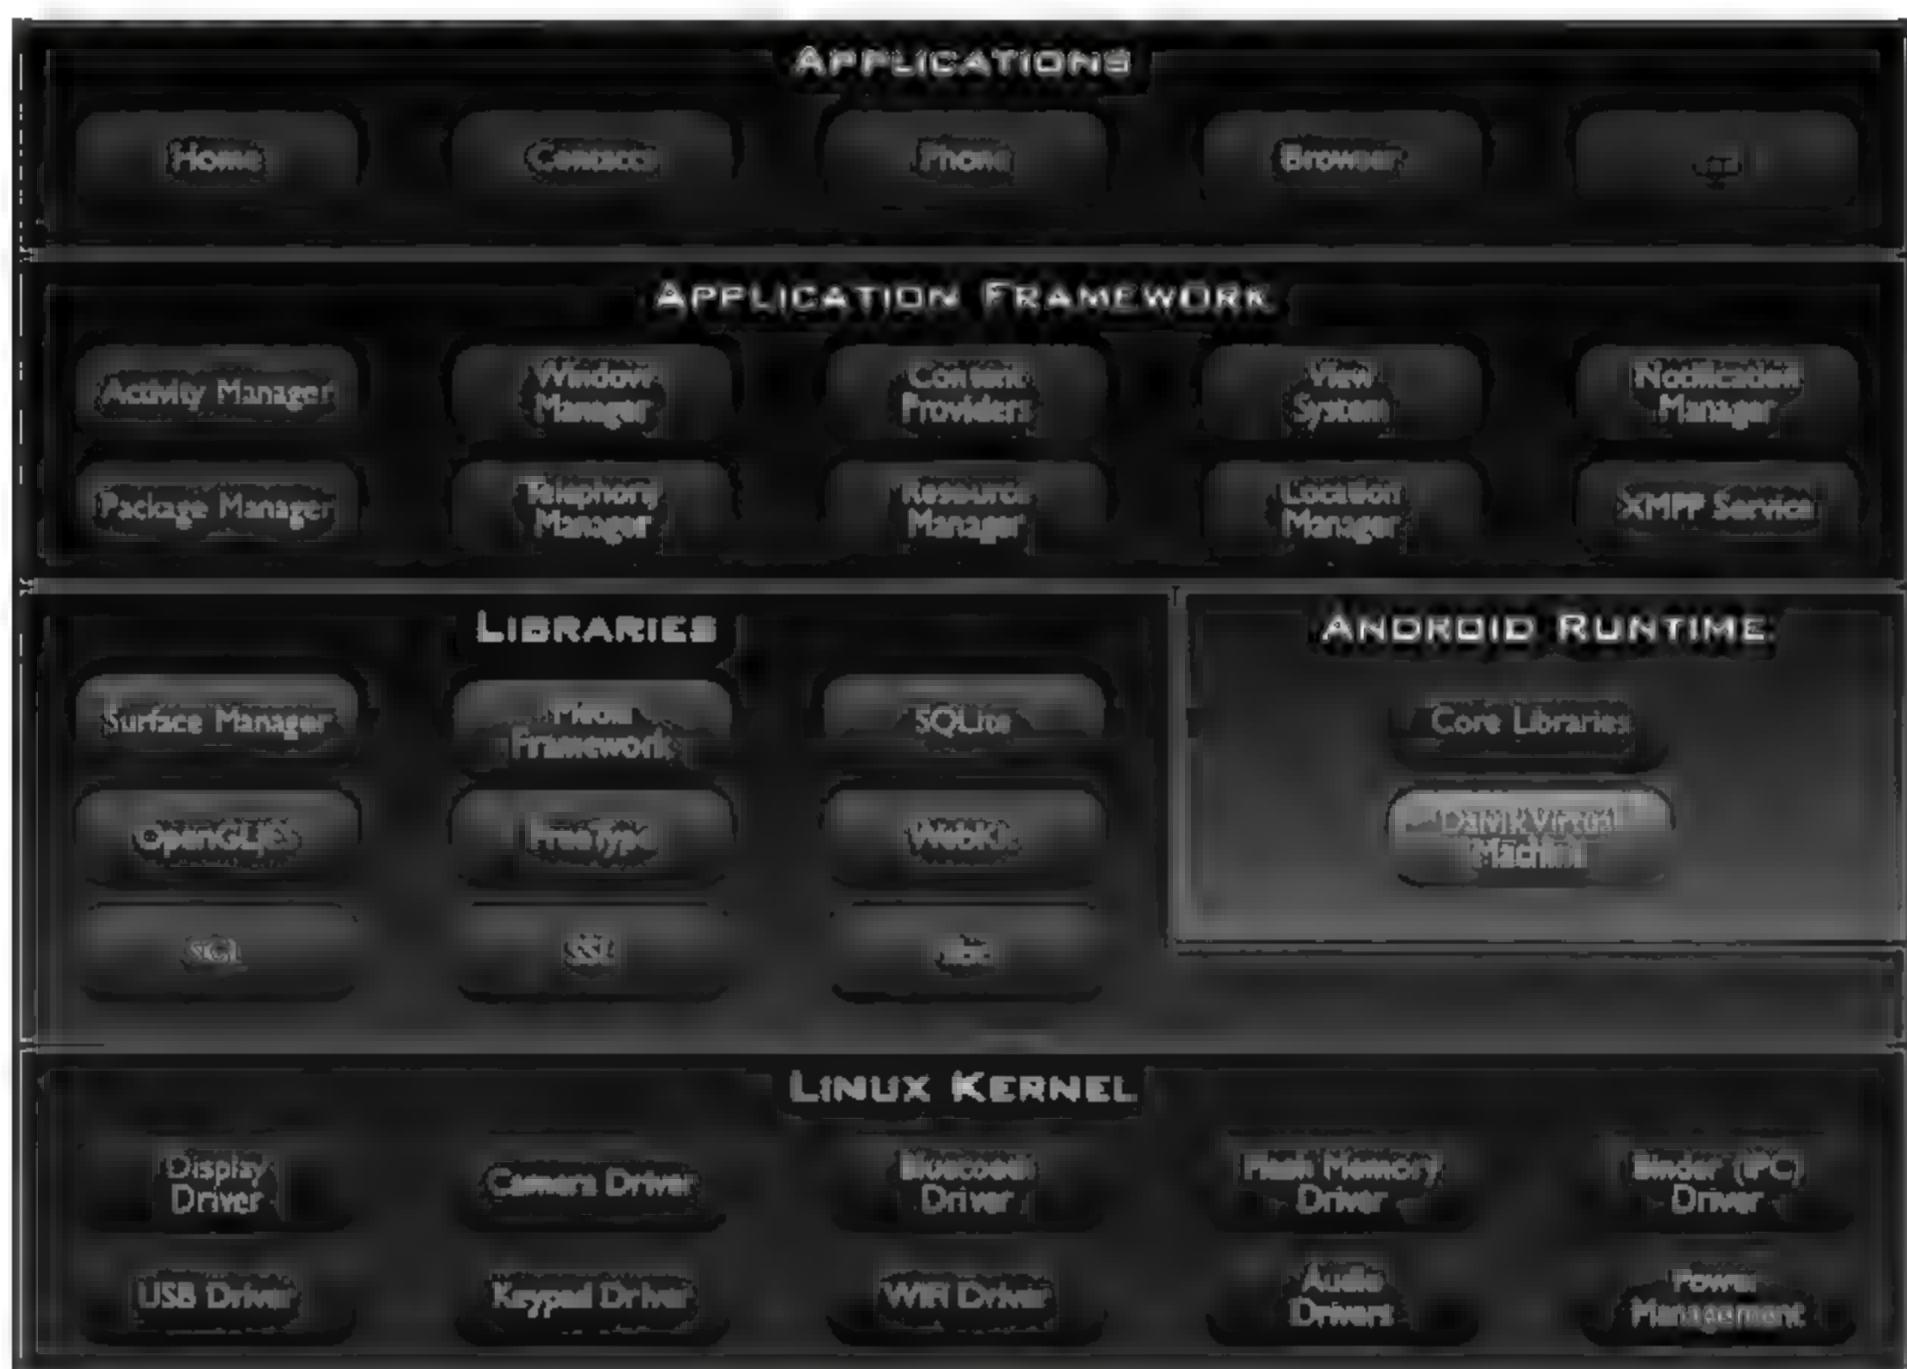 APPLICATIONS
Home
Contacts
Phone
Browser
APPLICATION FRAMEWORK
Activity Manager
Window
Manager
Content
Providers
View
System
Notification
Manager
Package Manager
Telephony
Manager
Resource
Manager
Location
Manager
XMPP Service
LIBRARIES
ANDROID RUNTIME
Surface Manager
Media
Framework
SQLite
Core Libraries
OpenGL|ES
FreeType
WebKit
Dalvik Virtual
Machine
SGL
SSL
libc
LINUX KERNEL
Display
Driver
Camera Driver
Bluetooth
Driver
Flash Memory
Driver
Binder (IPC)
Driver
USB Driver
Keypad Driver
WiFi Driver
Audio
Drivers
Power
Management